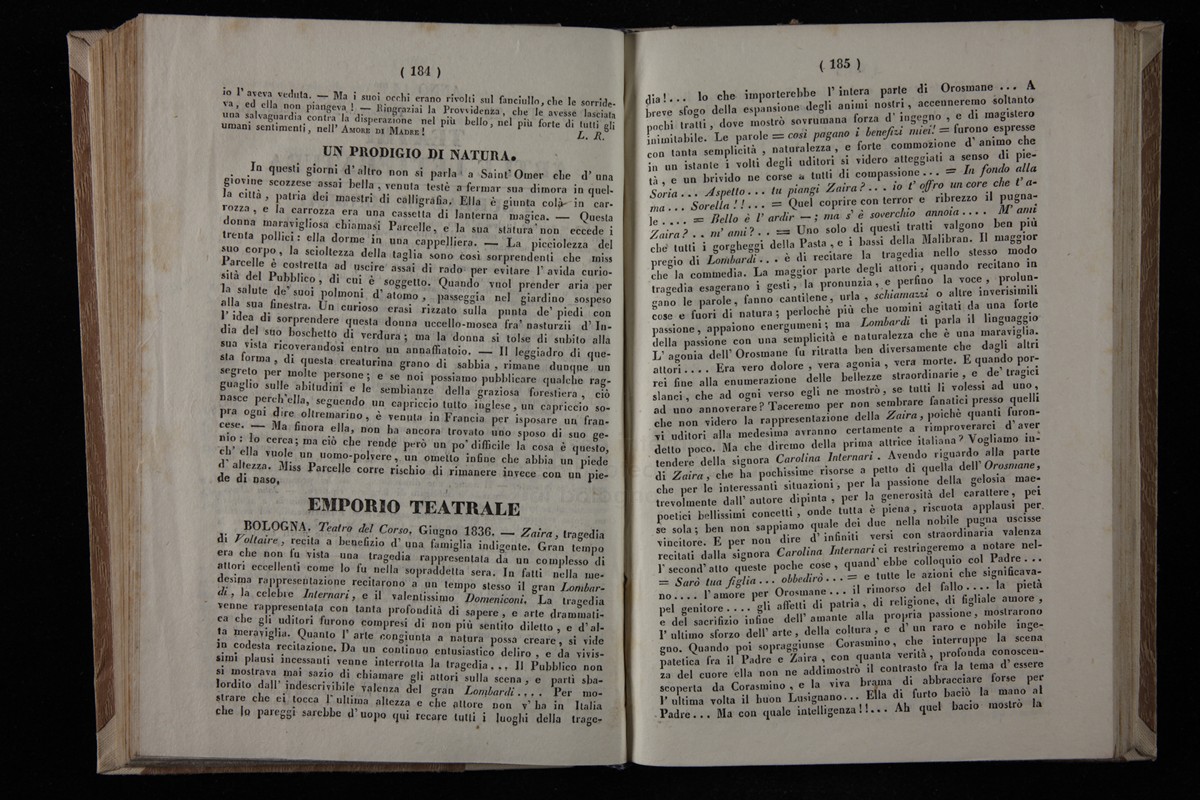 ( 184 )
io l' aveva veduta. — Ma i suoi occhi erano rivolti sul fanciullo, che le sorride-
va, ed ella non piangeva ! — Ringraziai la Provvidenza, che le avesse lasciata
una salvaguardia contra la disperazione nel più bello, nel più forte di tutti gli
umani sentimenti, nell' AMORE DI MADRE !
L. R.
UN PRODIGIO DI NATURA.
In questi giorni d' altro non si parla a Saint' Omer che d' una
giovine scozzese assai bella, venuta testè a fermar sua dimora in quel-
la città, patria dei maestri di calligrafia. Ella è giunta colà in car-
rozza, e la carrozza era una cassetta di lanterna magica. — Questa
donna maravigliosa chiamasi Parcelle, e la sua statura non eccede i
trenta pollici : ella dorme in una cappelliera. — La picciolezza del
suo corpo, la scioltezza della taglia sono così sorprendenti che miss
Parcelle è costretta ad uscire assai di rado per evitare l' avida curio-
sità del Pubblico, di cui è soggetto. Quando vuol prender aria per
la salute de' suoi polmoni d' atomo, passeggia nel giardino sospeso
alla sua finestra. Un curioso erasi rizzato sulla punta de' piedi con
l' idea di sorprendere questa donna uccello-mosca fra' nasturzii d' In-
dia del suo boschetto di verdura ; ma la donna si tolse di subito alla
sua vista ricoverandosi entro un annaffiatoio. — Il leggiadro di que-
sta forma, di questa creaturina grano di sabbia, rimane dunque un
segreto per molte persone ; e se noi possiamo pubblicare qualche rag-
guaglio sulle abitudini e le sembianze della graziosa forestiera, ciò
nasce perch' ella, seguendo un capriccio tutto inglese, un capriccio so-
pra ogni dire oltremarino, è venuta in Francia per isposare un fran-
cese. — Ma finora ella, non ha ancora trovato uno sposo di suo ge-
nio : lo cerca ; ma ciò che rende però un po' difficile la cosa è questo,
ch' ella vuole un uomo-polvere, un ometto infine che abbia un piede
d' altezza. Miss Parcelle corre rischio di rimanere invece con un pie-
de di naso,
EMPORIO TEATRALE
BOLOGNA. Teatro del Corso. Giugno 1836. — Zaira, tragedia
di Voltaire, recita a benefizio d' una famiglia indigente. Gran tempo
era che non fu vista una tragedia rappresentata da un complesso di
attori eccellenti come lo fu nella sopraddetta sera. In fatti nella me-
desima rappresentazione recitarono a un tempo stesso il gran Lombar-
di, la celebre Internari, e il valentissimo Domeniconi. La tragedia
venne rappresentata con tanta profondità di sapere, e arte drammati-
ca che gli uditori furono compresi di non più sentito diletto, e d' al-
ta meraviglia. Quanto l' arte congiunta a natura possa creare, si vide
in codesta recitazione. Da un continuo entusiastico deliro, e da vivis-
simi plausi incessanti venne interrotta la tragedia... Il Pubblico non
si mostrava mai sazio di chiamare gli attori sulla scena, e parti sba-
lordito dall' indescrivibile valenza del gran Lombardi.... Per mo-
strare che ei tocca l' ultima altezza e che attore non v' ha in Italia
che lo pareggi sarebbe d' uopo qui recare tutti i luoghi della trage-
( 185 )
dia !... lo che importerebbe l' intera parte di Orosmane ... A
breve sfogo della espansione degli animi nostri, accenneremo soltanto
pochi tratti, dove mostrò sovrumana forza d' ingegno, e di magistero
inimitabile. Le parole = così pagano i benefizi miei! = furono espresse
con tanta semplicità, naturalezza, e forte commozione d' animo che
in un istante i volti degli uditori si videro atteggiati a senso di pie-
tà, e un brivido ne corse a tutti di compassione... = In fondo alla
Soria... Aspetto... tu piangi Zaira ?... io t' offro un core che t' a-
ma... Sorella !!... = Quel coprire con terror e ribrezzo il pugna-
le .... = Bello è l' ardir — ; ma s' è soverchio annoia.... M' ami
Zaira ?.. m' ami ?.. = Uno solo di questi tratti valgono ben più
che tutti i gorgheggi della Pasta, e i bassi della Malibran. Il maggior
pregio di Lombardi... è di recitare la tragedia nello stesso modo
che la commedia. La maggior parte degli attori, quando recitano in
tragedia esagerano i gesti, la pronunzia, e perfino la voce, prolun-
gano le parole, fanno cantilene, urla, schiamazzi o altre inverisimili
cose e fuori di natura ; perlochè più che uomini agitati da una forte
passione, appaiono energumeni ; ma Lombardi ti parla il linguaggio
della passione con una semplicità e naturalezza che è una maraviglia.
L' agonia dell' Orosmane fu ritratta ben diversamente che dagli altri
attori.... Era vero dolore, vera agonia, vera morte. E quando por-
rei fine alla enumerazione delle bellezze straordinarie, e de' tragici
slanci, che ad ogni verso egli ne mostrò, se tutti li volessi ad uno,
ad uno annoverare ? Taceremo per non sembrare fanatici presso quelli
che non videro la rappresentazione della Zaira, poichè quanti furon-
vi uditori alla medesima avranno certamente a rimproverarci d' aver
detto poco. Ma che diremo della prima attrice italiana ? Vogliamo in-
tendere della signora Carolina Internari. Avendo riguardo alla parte
di Zaira, che ha pochissime risorse a petto di quella dell' Orosmane,
che per le interessanti situazioni, per la passione della gelosia mae-
trevolmente dall' autore dipinta, per la generosità del carattere, pei
poetici bellissimi concetti, onde tutta è piena, riscuota applausi per
se sola ; ben non sappiamo quale dei due nella nobile pugna uscisse
vincitore. E per non dire d' infiniti versi con straordinaria valenza
recitati dalla signora Carolina Internari ci restringeremo a notare nel-
l' second' atto queste poche cose, quand' ebbe colloquio col Padre...
= Sarò tua figlia... obbedirò... = e tutte le azioni che significava-
no.... l' amore per Orosmane... il rimorso del fallo.... la pietà
pel genitore.... gli affetti di patria, di religione, di figliale amore,
e del sacrifizio infine dell' amante alla propria passione, mostrarono
l' ultimo sforzo dell' arte, della coltura, e d' un raro e nobile inge-
gno. Quando poi sopraggiunse Corasmino, che interruppe la scena
patetica fra il Padre e Zaira, con quanta verità, profonda conoscen-
za del cuore ella non ne addimostrò il contrasto fra la tema d' essere
scoperta da Corasmino, e la viva brama di abbracciare forse per
l' ultima volta il buon Lusignano... Ella di furto baciò la mano al
Padre... Ma con quale intelligenza !!... Ah quel bacio mostrò la